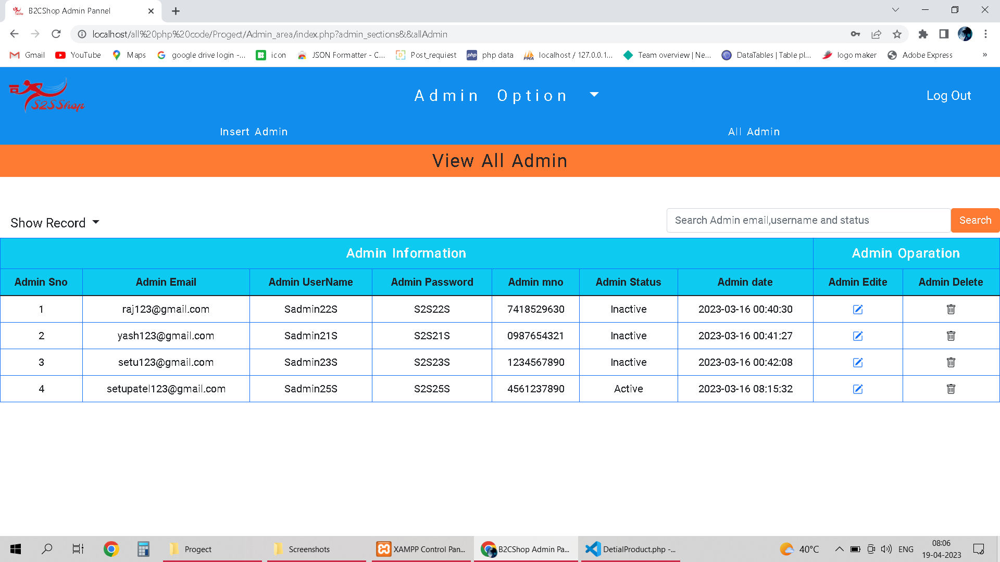 B2CShop Admin Pannel
localhost/all%20php%20code/Progect/Admin_area/index.php?admin_sections&&allAdmin
Gmail YouTube Maps google drive login -... icon JSON Formatter - C... Post_requiest php data localhost / 127.0.0.1... Team overview | Ne... DataTables | Table pl... logo maker Adobe Express »
S2SShop
Admin Option
Log Out
Insert Admin All Admin
View All Admin
Show Record
Search Admin email,username and status Search
Admin Information Admin Oparation
Admin Sno Admin Email Admin UserName Admin Password Admin mno Admin Status Admin date Admin Edite Admin Delete
1 raj123@gmail.com Sadmin22S S2S22S 7418529630 Inactive 2023-03-16 00:40:30
2 yash123@gmail.com Sadmin21S S2S21S 0987654321 Inactive 2023-03-16 00:41:27
3 setu123@gmail.com Sadmin23S S2S23S 1234567890 Inactive 2023-03-16 00:42:08
4 setupatel123@gmail.com Sadmin25S S2S25S 4561237890 Active 2023-03-16 08:15:32
Progect Screenshots XAMPP Control Pan... B2CShop Admin Pa... DetialProduct.php -... 40°C ENG 08:06
19-04-2023